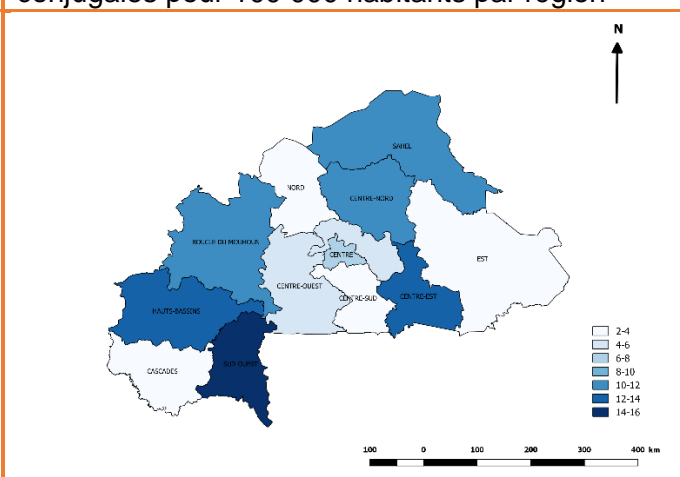 conjugales pour 100 000 habitants par région
N
SAHEL
NORD
CENTRE-NORD
BOUCLE DU MOUHOUN
CENTRE
EST
CENTRE-OUEST
CENTRE-SUD
CENTRE-EST
HAUTS-BASSINS
SUD-OUEST
CASCADES
2-4
4-6
6-8
8-10
10-12
12-14
14-16
100 0 100 200 300 400 km